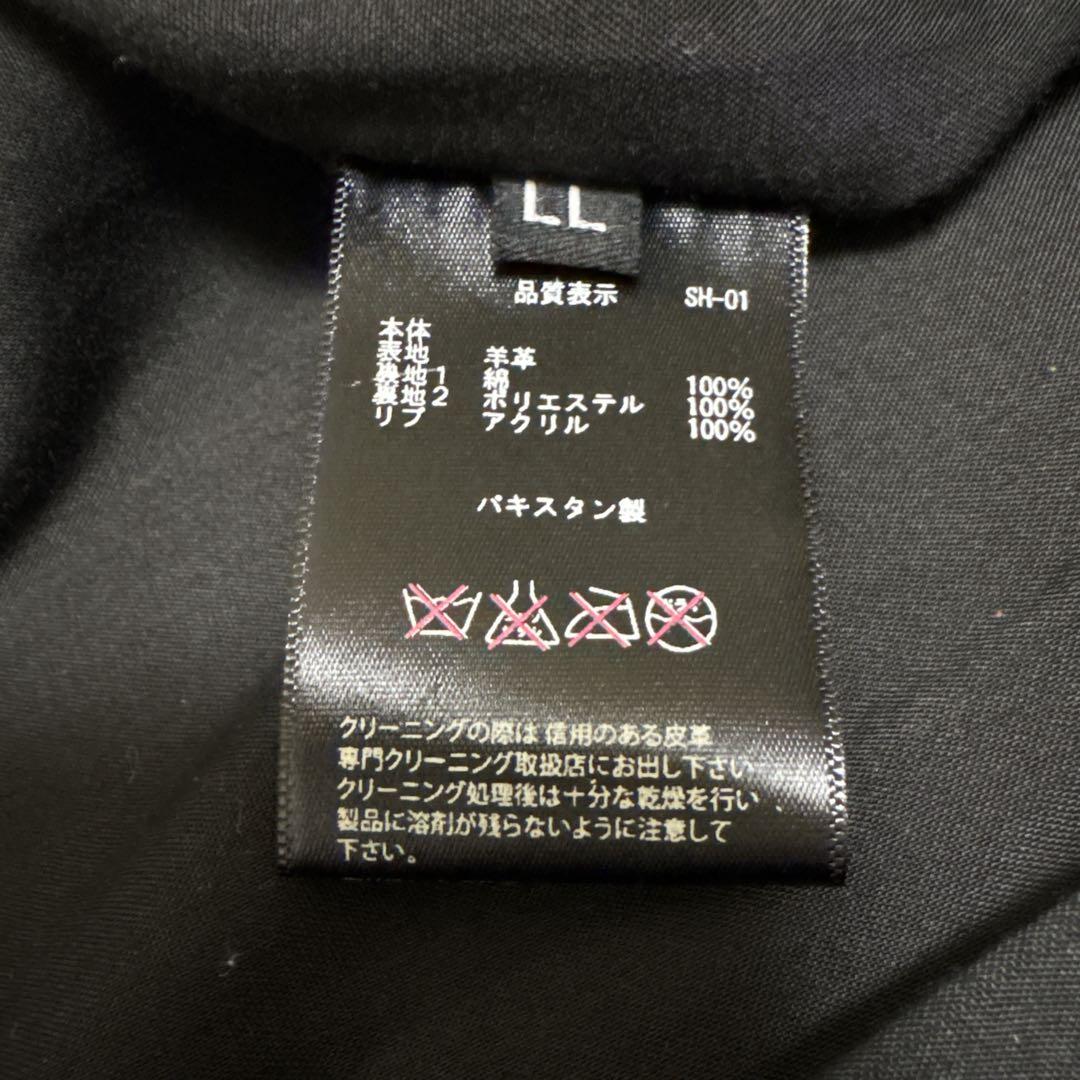 LL
品質表示 SH-01
本体
表地 羊革
裏地1 綿 100%
裏地2 ポリエステル 100%
リブ アクリル 100%
パキスタン製
クリーニングの際は信用のある皮革
専門クリーニング取扱店にお出し下さい
クリーニング処理後は十分な乾燥を行い
製品に溶剤が残らないように注意して
下さい。